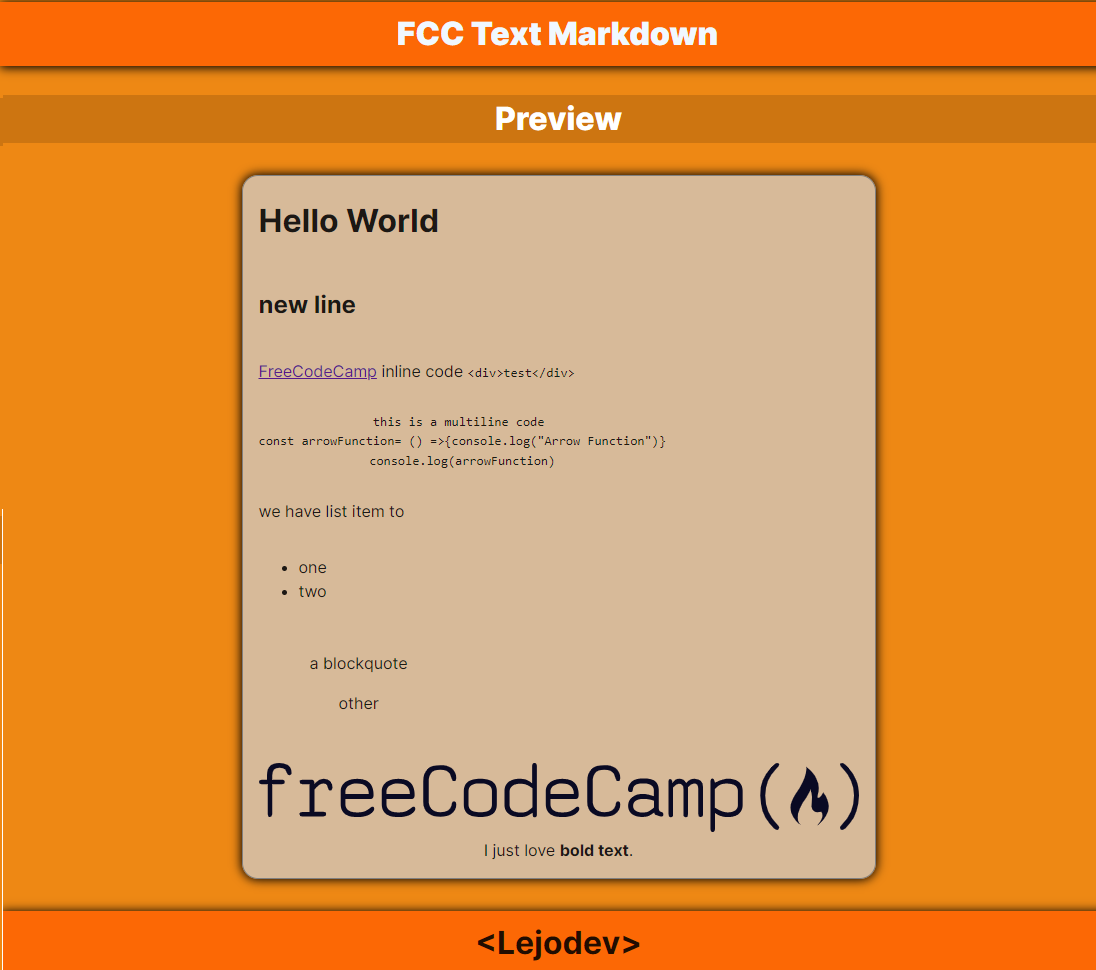 FCC Text Markdown
Preview
Hello World
new line
FreeCodeCamp inline code <div>test</div>
this is a multiline code
const arrowFunction= () =>{console.log("Arrow Function")}
console.log(arrowFunction)
we have list item to
• one
• two
a blockquote
other
freeCodeCamp(🔥)
I just love bold text.
<Lejodev>